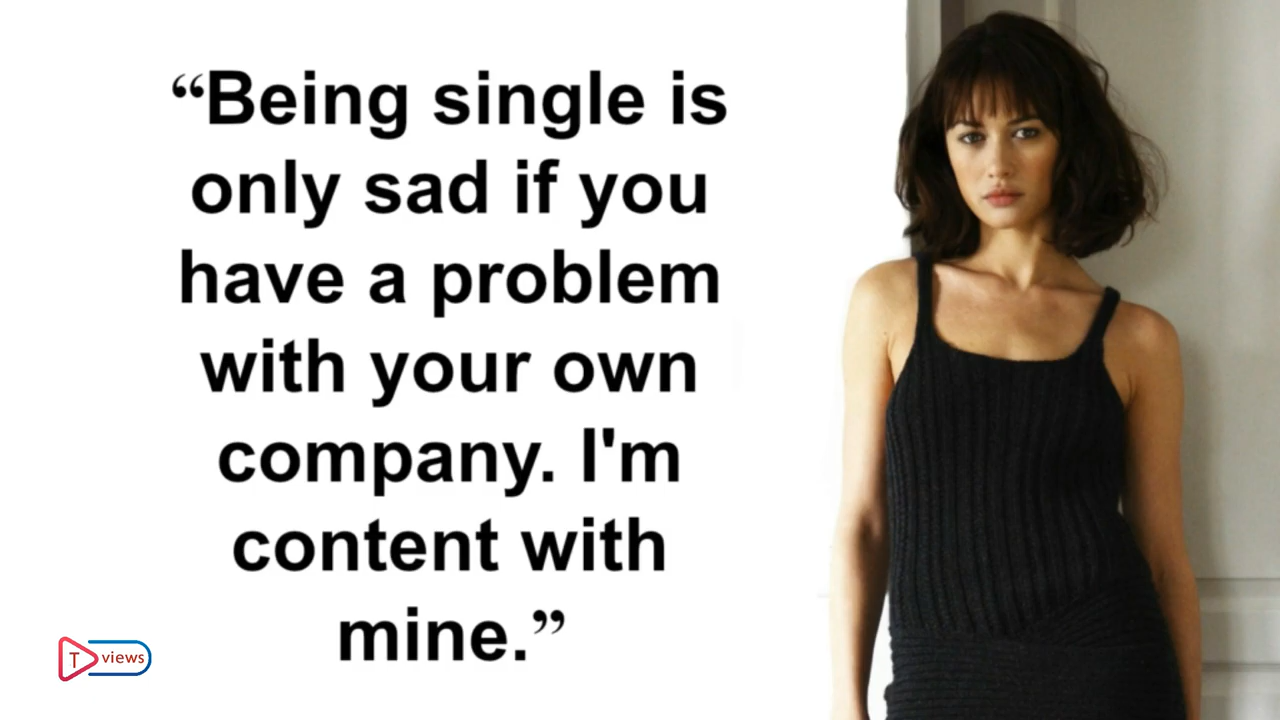 “Being single is
only sad if you
have a problem
with your own
company. I'm
content with
mine.”
T views